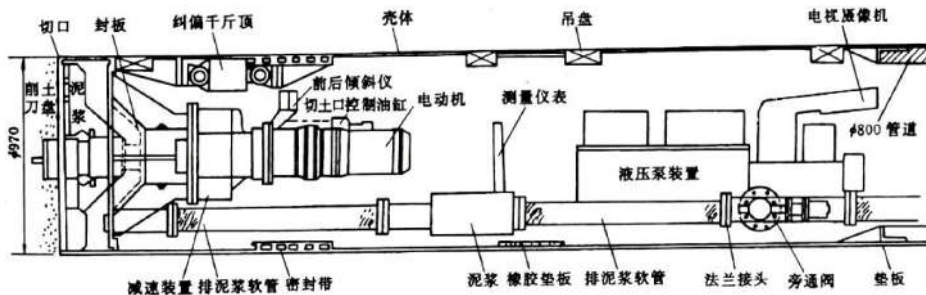 切口 封板 纠偏千斤顶 壳体 吊盘 电视摄像机
削土刀盘
泥浆
前后倾斜仪
切土口控制油缸
电动机
测量仪表
φ800 管道
φ970
液压泵装置
减速装置 排泥浆软管 密封带 泥浆 橡胶垫板 排泥浆软管 法兰接头 旁通阀 垫板